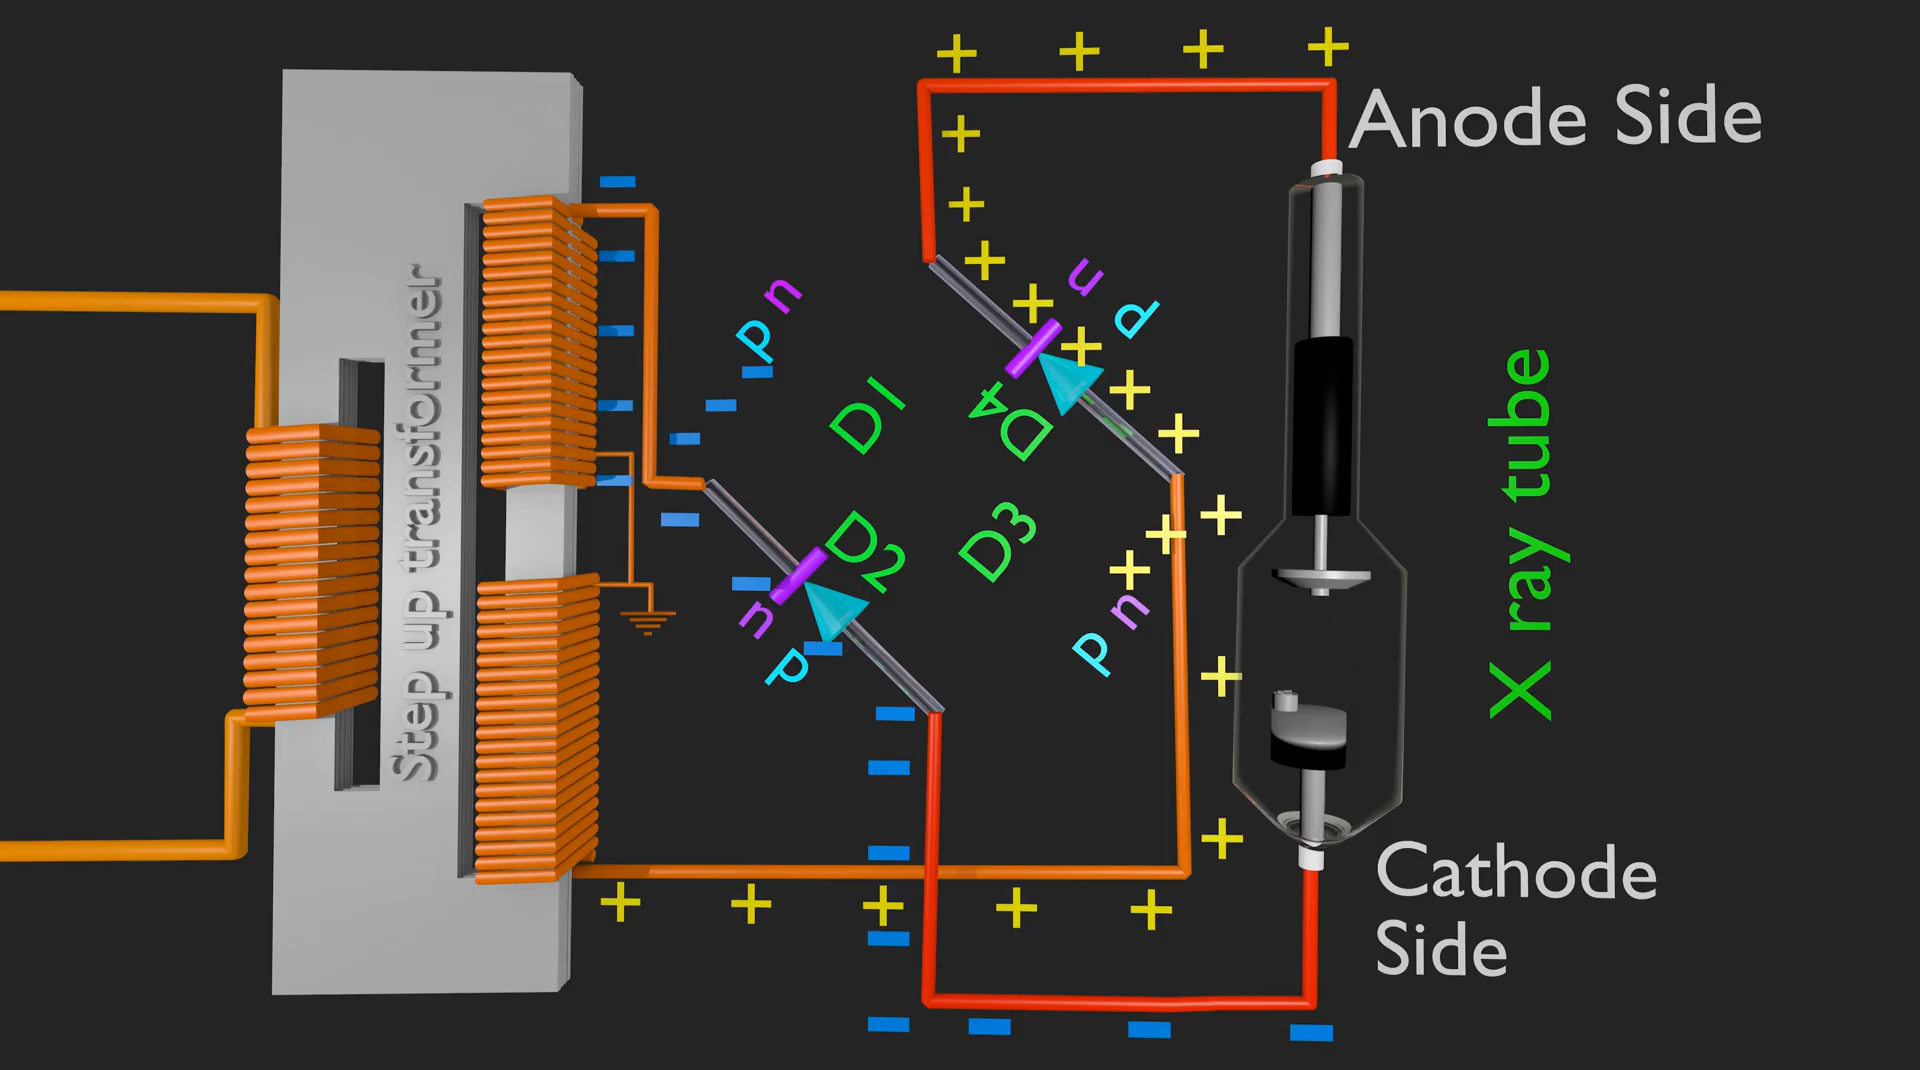 Step up transformer
P n
D1
D2
n
P
n
P
D4
D3
P n
Anode Side
X ray tube
Cathode
Side